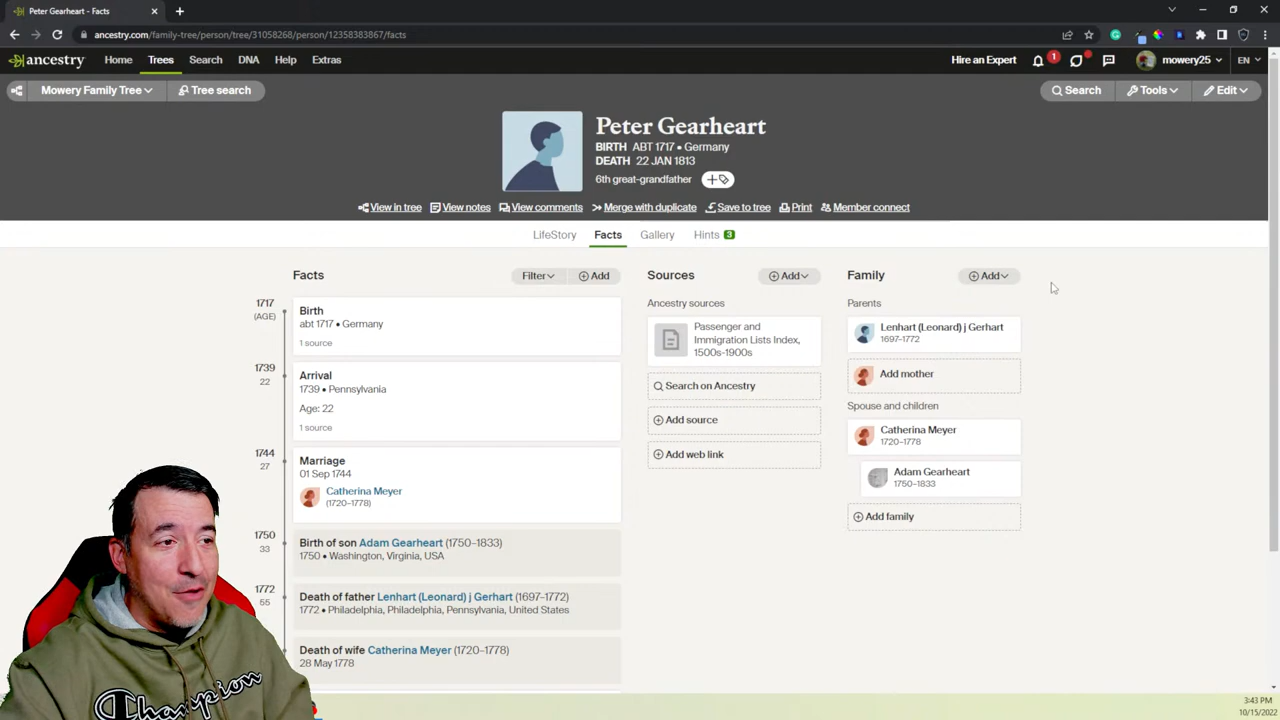 Peter Gearheart - Facts
ancestry.com/family-tree/person/tree/31058268/person/12358383867/facts
ancestry Home Trees Search DNA Help Extras Hire an Expert 1 mowery25 EN
Mowery Family Tree Tree search Search Tools Edit
Peter Gearheart
BIRTH ABT 1717 • Germany
DEATH 22 JAN 1813
6th great-grandfather
View in tree View notes View comments Merge with duplicate Save to tree Print Member connect
LifeStory Facts Gallery Hints 3
Facts Filter Add
1717
(AGE)
Birth
abt 1717 • Germany
1 source
1739
22
Arrival
1739 • Pennsylvania
Age: 22
1 source
1744
27
Marriage
01 Sep 1744
Catherina Meyer
(1720–1778)
1750
33
Birth of son Adam Gearheart (1750–1833)
1750 • Washington, Virginia, USA
1772
55
Death of father Lenhart (Leonard) j Gerhart (1697–1772)
1772 • Philadelphia, Philadelphia, Pennsylvania, United States
Death of wife Catherina Meyer (1720–1778)
28 May 1778
Sources Add
Ancestry sources
Passenger and
Immigration Lists Index,
1500s-1900s
Search on Ancestry
Add source
Add web link
Family Add
Parents
Lenhart (Leonard) j Gerhart
1697–1772
Add mother
Spouse and children
Catherina Meyer
1720–1778
Adam Gearheart
1750–1833
Add family
Champion
3:43 PM
10/15/2022